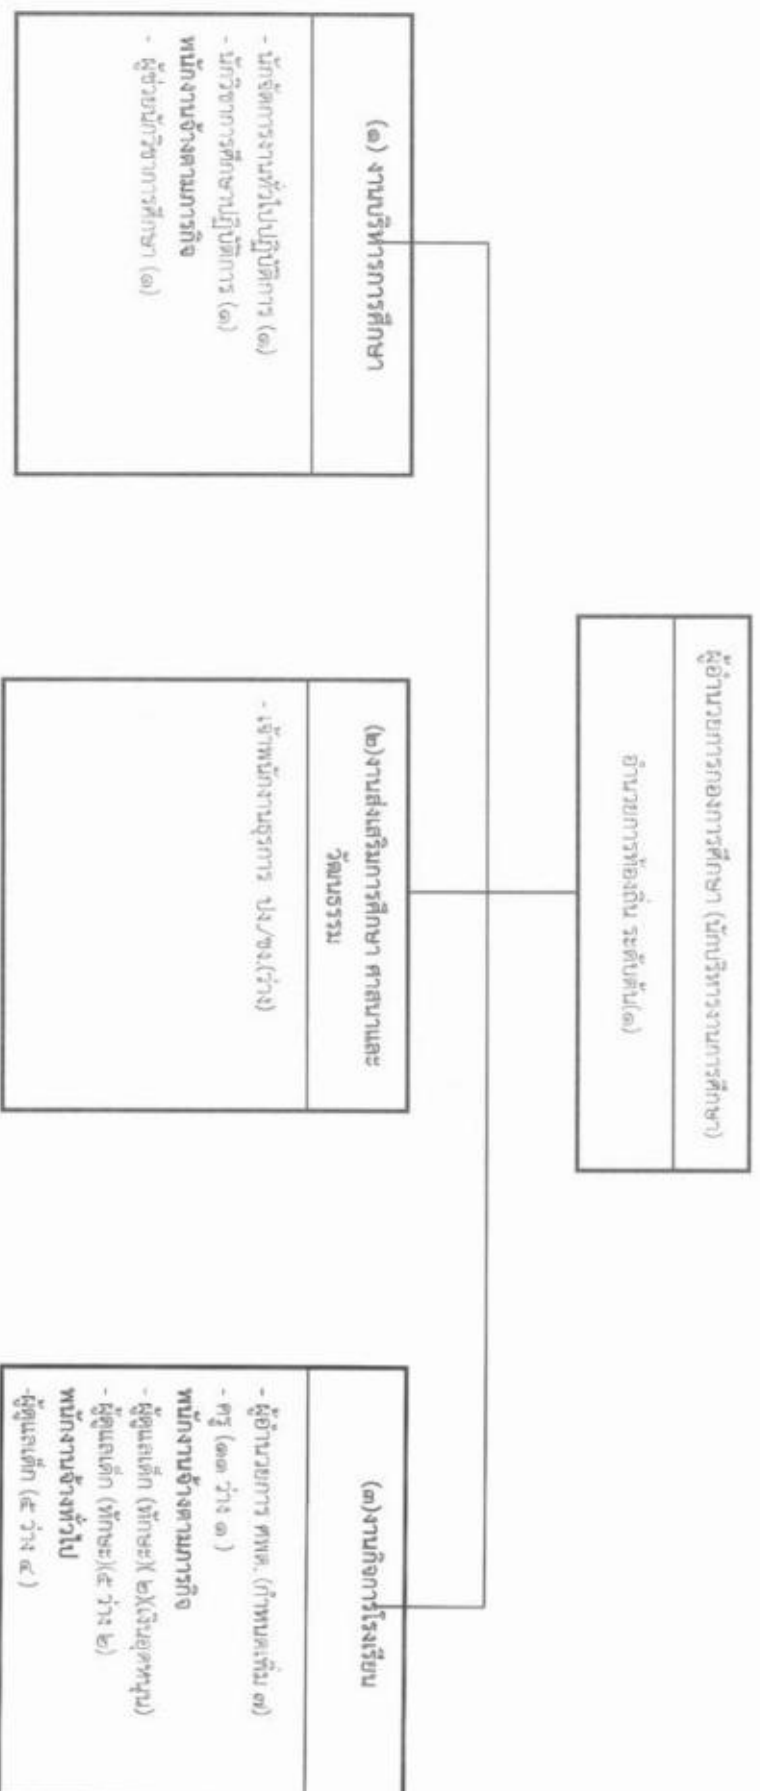 ผู้อำนวยการกองการศึกษา (นักบริหารงานการศึกษา)
อำนวยการท้องถิ่น ระดับต้น(๑)
(๑) งานบริหารการศึกษา
- นักจัดการงานทั่วไปปฏิบัติการ (๑)
- นักวิชาการศึกษาปฏิบัติการ (๑)
พนักงานจ้างตามภารกิจ
- ผู้ช่วยนักวิชาการศึกษา (๑)
(๒)งานส่งเสริมการศึกษา ศาสนาและ
วัฒนธรรม
- เจ้าพนักงานธุรการ ปง/ชง.(ว่าง)
(๓)งานกิจการโรงเรียน
- ผู้อำนวยการ ศพด. (กำหนดเพิ่ม ๗)
- ครู (๑๑ ว่าง ๑ )
พนักงานจ้างตามภารกิจ
- ผู้ดูแลเด็ก (ทักษะ)( ๒)(เงินอุดหนุน)
- ผู้ดูแลเด็ก (ทักษะ)(๕ ว่าง ๒)
พนักงานจ้างทั่วไป
-ผู้ดูแลเด็ก (๕ ว่าง ๔ )